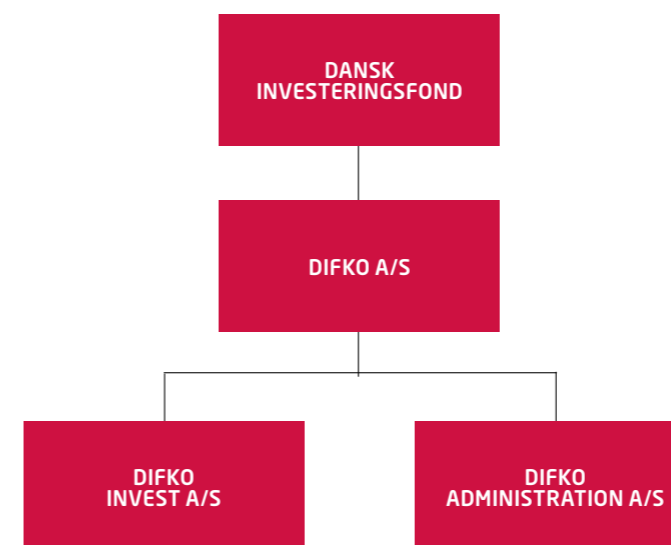 DANSK
INVESTERINGSFOND
DIFKO A/S
DIFKO
INVEST A/S
DIFKO
ADMINISTRATION A/S